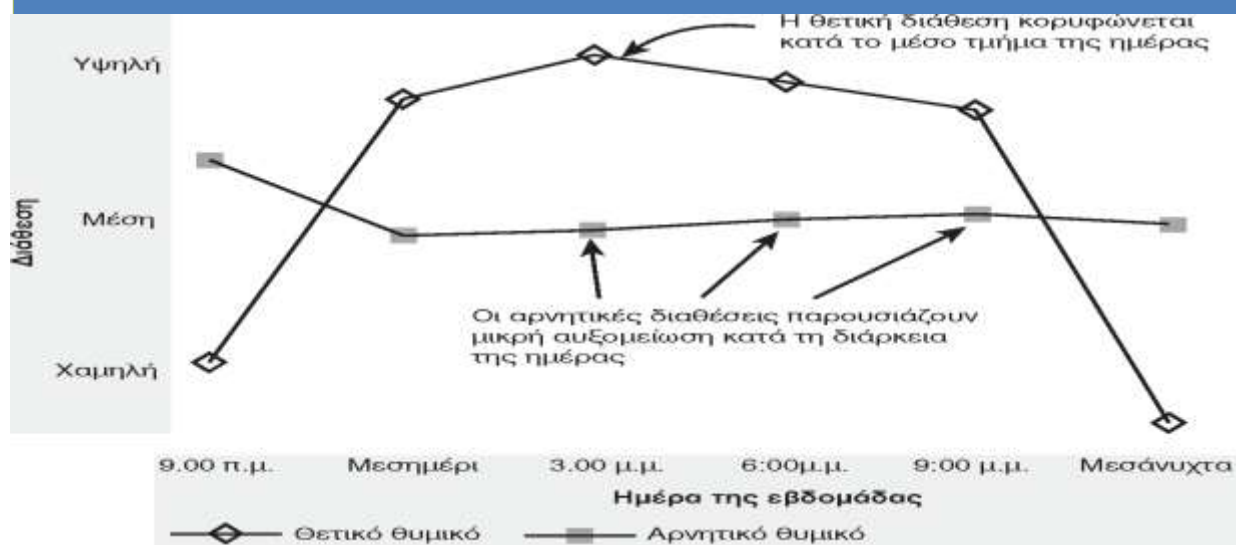 Η θετική διάθεση κορυφώνεται
κατά το μέσο τμήμα της ημέρας
Υψηλή
Μέση
Χαμηλή
Διάθεση
Οι αρνητικές διαθέσεις παρουσιάζουν
μικρή αυξομείωση κατά τη διάρκεια
της ημέρας
9.00 π.μ. Μεσημέρι 3.00 μ.μ. 6:00μ.μ. 9:00 μ.μ. Μεσάνυχτα
Ημέρα της εβδομάδας
Θετικό θυμικό Αρνητικό θυμικό